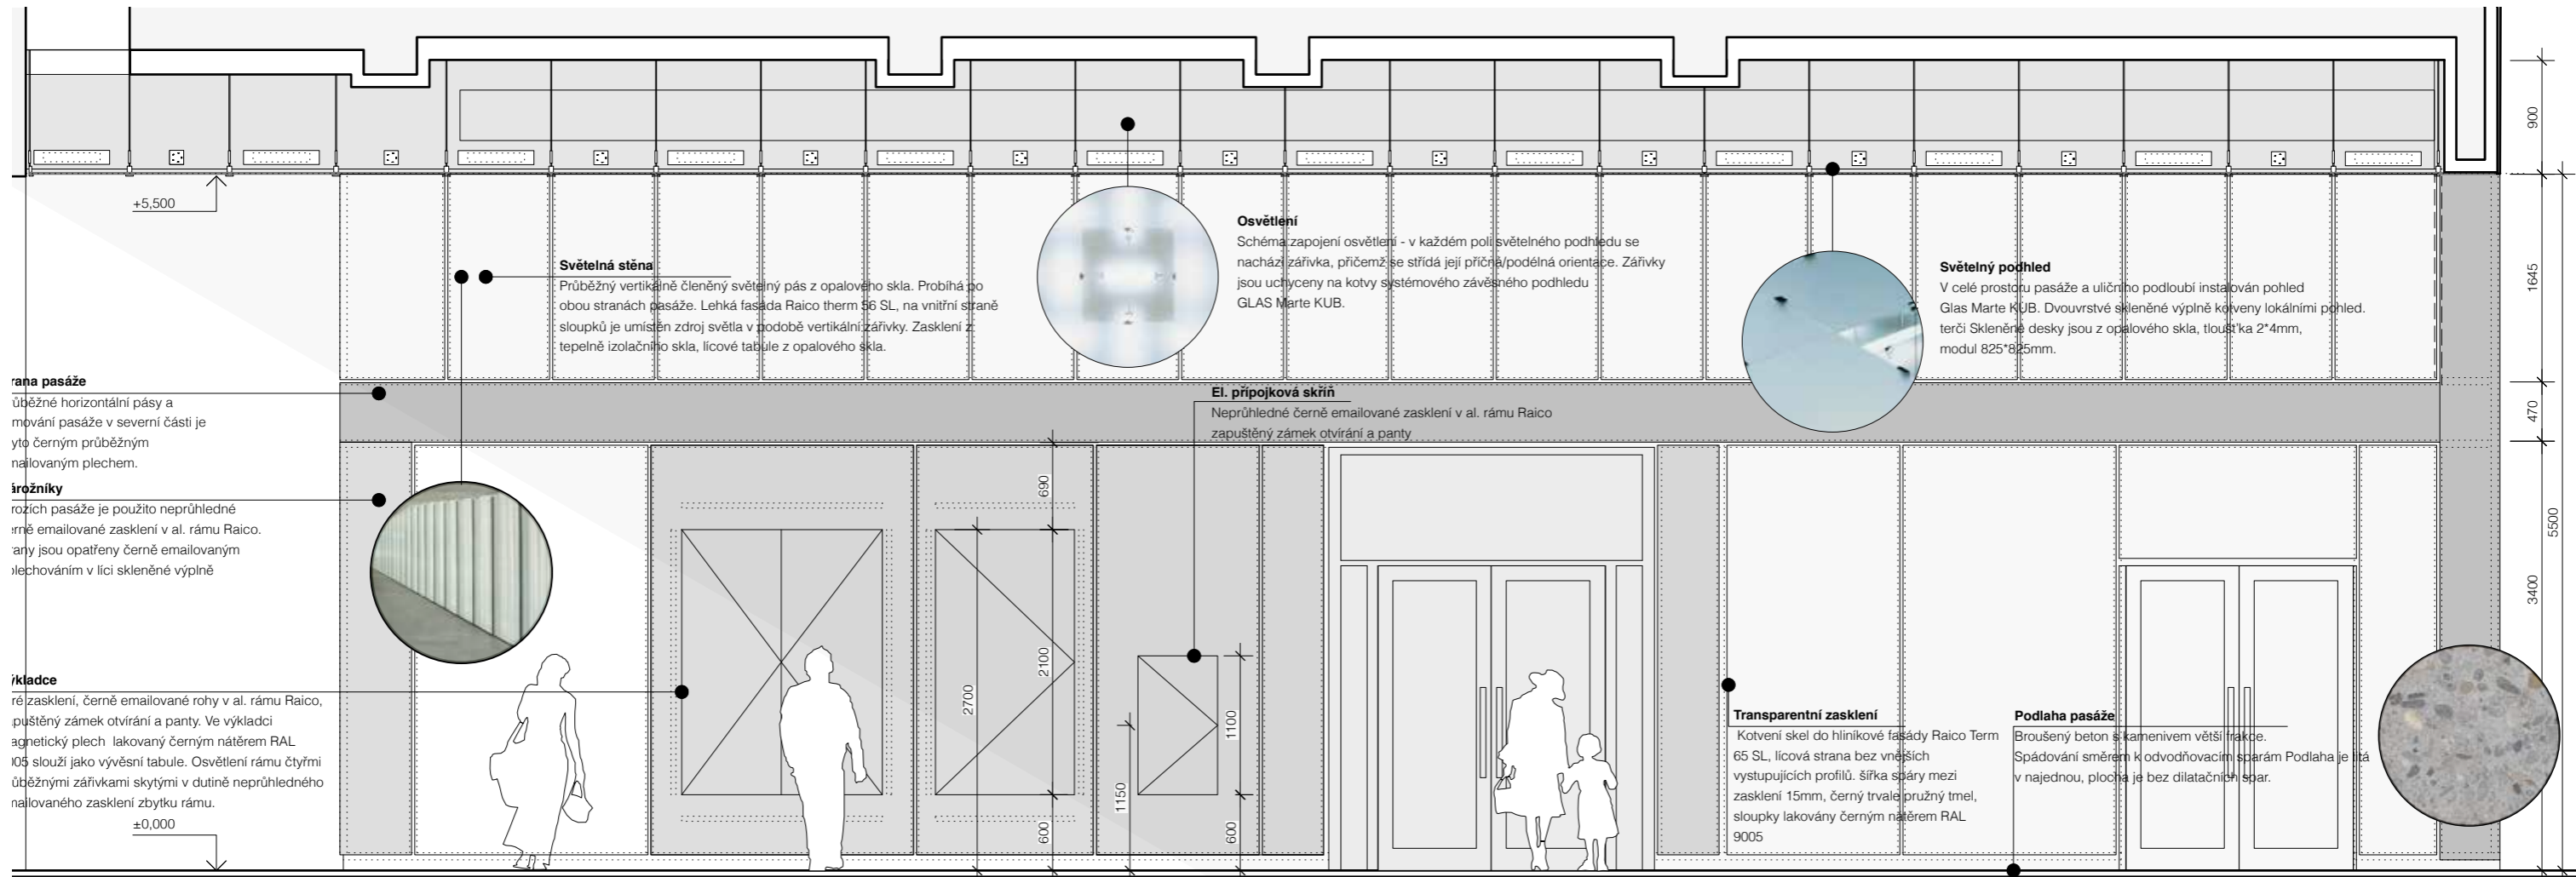 900
+5,500
Osvětlení
Schéma zapojení osvětlení - v každém poli světelného podhledu se
nachází zářivka, přičemž se střídá její příčná/podélná orientace. Zářivky
jsou uchyceny na kotvy systémového závěsného podhledu
GLAS Marte KUB.
Světelná stěna
Průbežný vertikálně členěný světelný pás z opalového skla. Probíhá po
obou stranách pasáže. Lehká fasáda Raico therm 56 SL, na vnitřní straně
sloupků je umístěn zdroj světla v podobě vertikální zářivky. Zasklení z
tepelně izolačního skla, lícové tabule z opalového skla.
Světelný podhled
V celé prostoru pasáže a uličního podloubí instalován pohled
Glas Marte KUB. Dvouvrstvé skleněné výplně kotveny lokálními pohled.
terči Skleněné desky jsou z opalového skla, tloušťka 2*4mm,
modul 825*825mm.
1645
rana pasáže
růběžné horizontální pásy a
mování pasáže v severní části je
yto černým průběžným
mailovaným plechem.
El. přípojková skříň
Neprůhledné černě emailované zasklení v al. rámu Raico
zapuštěný zámek otvírání a panty
470
árožníky
rozích pasáže je použito neprůhledné
erně emailované zasklení v al. rámu Raico.
rany jsou opatřeny černě emailovaným
plechováním v líci skleněné výplně
690
5500
3400
2100
2700
1100
1150
600
600
ýkladce
ré zasklení, černě emailované rohy v al. rámu Raico,
apuštěný zámek otvírání a panty. Ve výkladci
agnetický plech lakovaný černým nátěrem RAL
005 slouží jako vývěsní tabule. Osvětlení rámu čtyřmi
růběžnými zářivkami skytými v dutině neprůhledného
mailovaného zasklení zbytku rámu.
±0,000
Transparentní zasklení
Kotvení skel do hliníkové fasády Raico Term
65 SL, lícová strana bez vnějších
vystupujících profilů. šířka spáry mezi
zasklení 15mm, černý trvale pružný tmel,
sloupky lakovány černým nátěrem RAL
9005
Podlaha pasáže
Broušený beton s kamenivem větší frakce.
Spádování směrem k odvodňovacím sparám Podlaha je litá
v najednou, plocha je bez dilatačních spar.